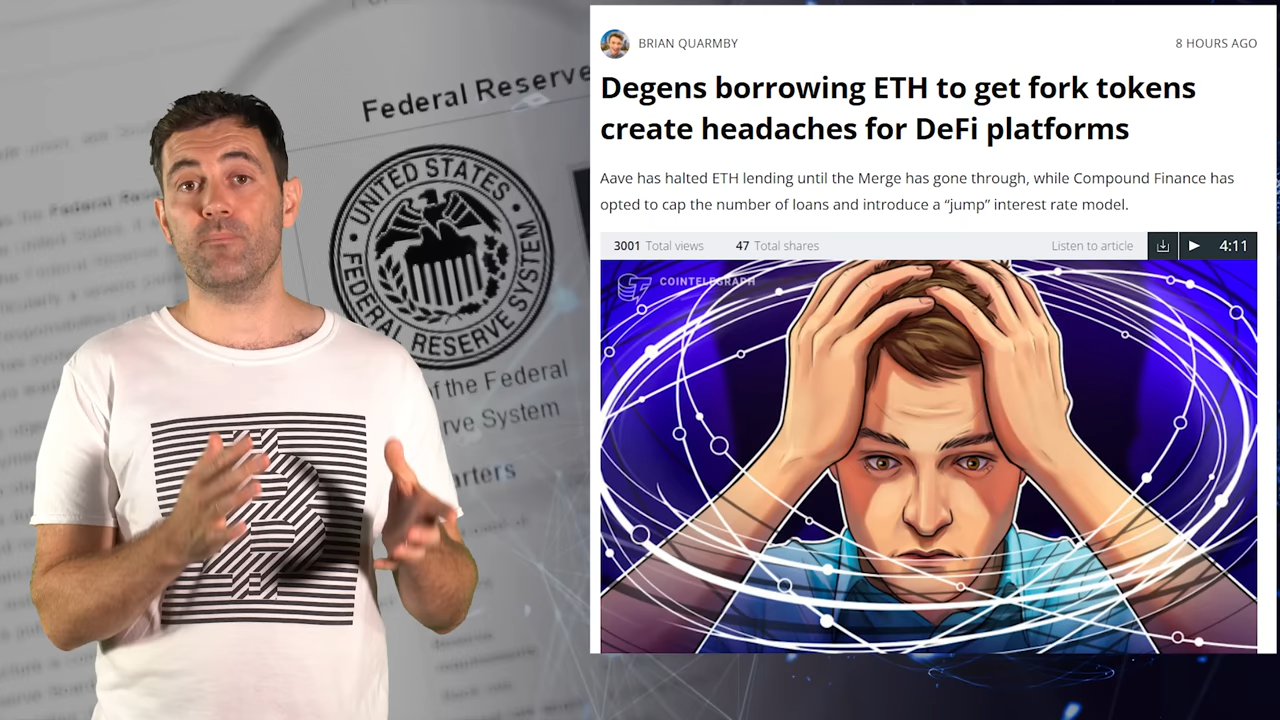 Federal Reserve
UNITED STATES
FEDERAL RESERVE SYSTEM
of the Federal
BRIAN QUARMBY
8 HOURS AGO
Degens borrowing ETH to get fork tokens
create headaches for DeFi platforms
Aave has halted ETH lending until the Merge has gone through, while Compound Finance has
opted to cap the number of loans and introduce a “jump” interest rate model.
3001 Total views 47 Total shares Listen to article 4:11
COINTELEGRAPH